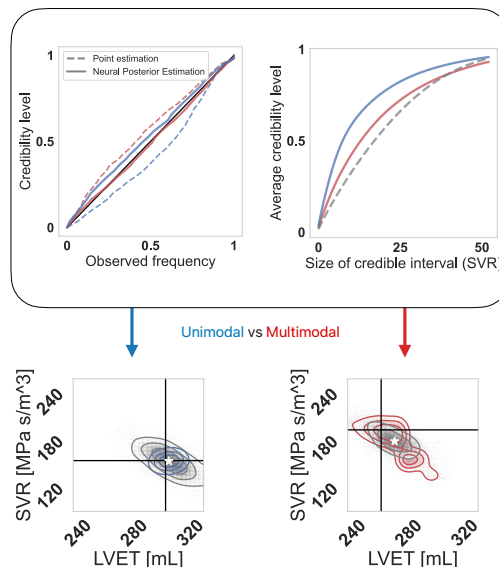 1
Point estimation
Neural Posterior Estimation
0.5
0
0
0.5
1
Credibility level
Observed frequency
1
0.5
0
0
25
50
Average credibility level
Size of credible interval (SVR)
Unimodal vs Multimodal
240
180
120
SVR [MPa s/m^3]
240
280
320
LVET [mL]
240
180
120
SVR [MPa s/m^3]
240
280
320
LVET [mL]